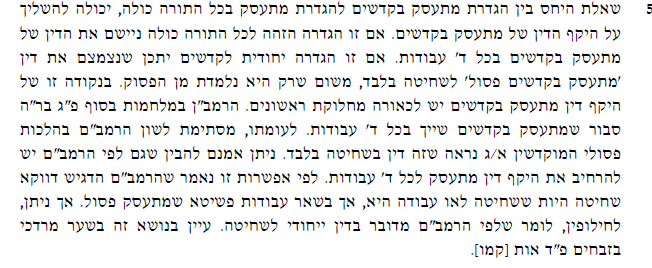 5 שאלת היחס בין הגדרת מתעסק בקדשים להגדרת מתעסק בכל התורה כולה, יכולה להשליך
על היקף הדין של מתעסק בקדשים. אם זו הגדרה הזהה לכל התורה כולה ניישם את הדין של
מתעסק בקדשים בכל ד' עבודות. אם זו הגדרה יחודית לקדשים יתכן שנצמצם את דין
'מתעסק בקדשים פסול' לשחיטה בלבד, משום שרק היא נלמדת מן הפסוק. בנקודה זו של
היקף דין מתעסק בקדשים יש לכאורה מחלוקת ראשונים. הרמב"ן במלחמות בסוף פ"ג בר"ה
סבור שמתעסק בקדשים שייך בכל ד' עבודות. לעומתו, מסתימת לשון הרמב"ם בהלכות
פסולי המוקדשין א/ג נראה שזה דין בשחיטה בלבד. ניתן אמנם להבין שגם לפי הרמב"ם יש
להרחיב את היקף דין מתעסק לכל ד' עבודות. לפי אפשרות זו נאמר שהרמב"ם הדגיש דווקא
שחיטה היות ששחיטה לאו עבודה היא, אך בשאר עבודות פשיטא שמתעסק פסול. אך ניתן,
לחילופין, לומר שלפי הרמב"ם מדובר בדין ייחודי לשחיטה. עיין בנושא זה בשער מרדכי
בזבחים פ"ד אות [קמו].